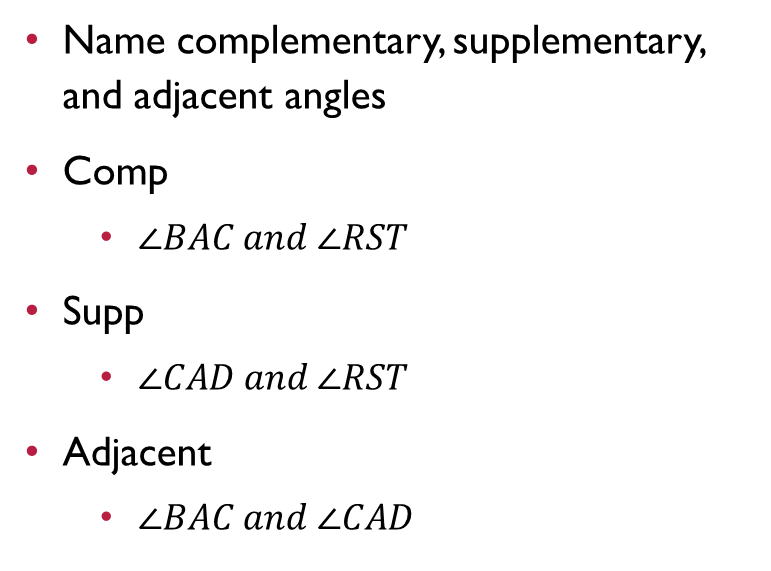 • Name complementary, supplementary,
and adjacent angles
• Comp
• ∠BAC and ∠RST
• Supp
• ∠CAD and ∠RST
• Adjacent
• ∠BAC and ∠CAD